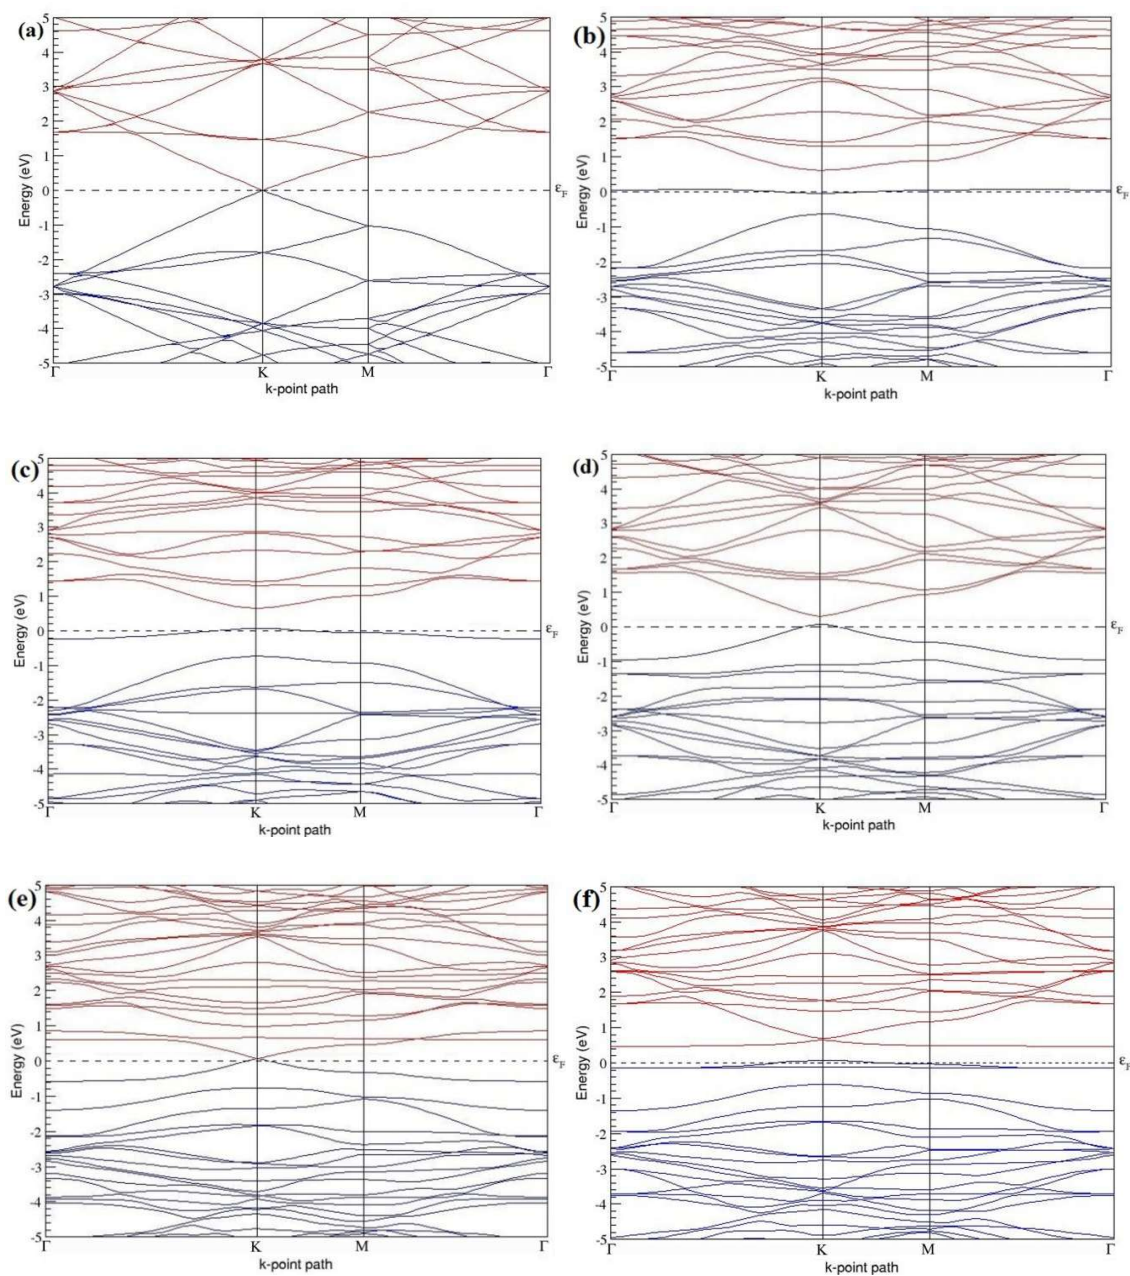 (a)
5
4
3
2
1
0
-1
-2
-3
-4
-5
Energy (eV)
Γ K M Γ
k-point path
ε_F
(b)
5
4
3
2
1
0
-1
-2
-3
-4
-5
Energy (eV)
Γ K M Γ
k-point path
ε_F
(c)
5
4
3
2
1
0
-1
-2
-3
-4
-5
Energy (eV)
Γ K M Γ
k-point path
ε_F
(d)
5
4
3
2
1
0
-1
-2
-3
-4
-5
Energy (eV)
Γ K M Γ
k-point path
ε_F
(e)
5
4
3
2
1
0
-1
-2
-3
-4
-5
Energy (eV)
Γ K M Γ
k-point path
ε_F
(f)
5
4
3
2
1
0
-1
-2
-3
-4
-5
Energy (eV)
Γ K M Γ
k-point path
ε_F